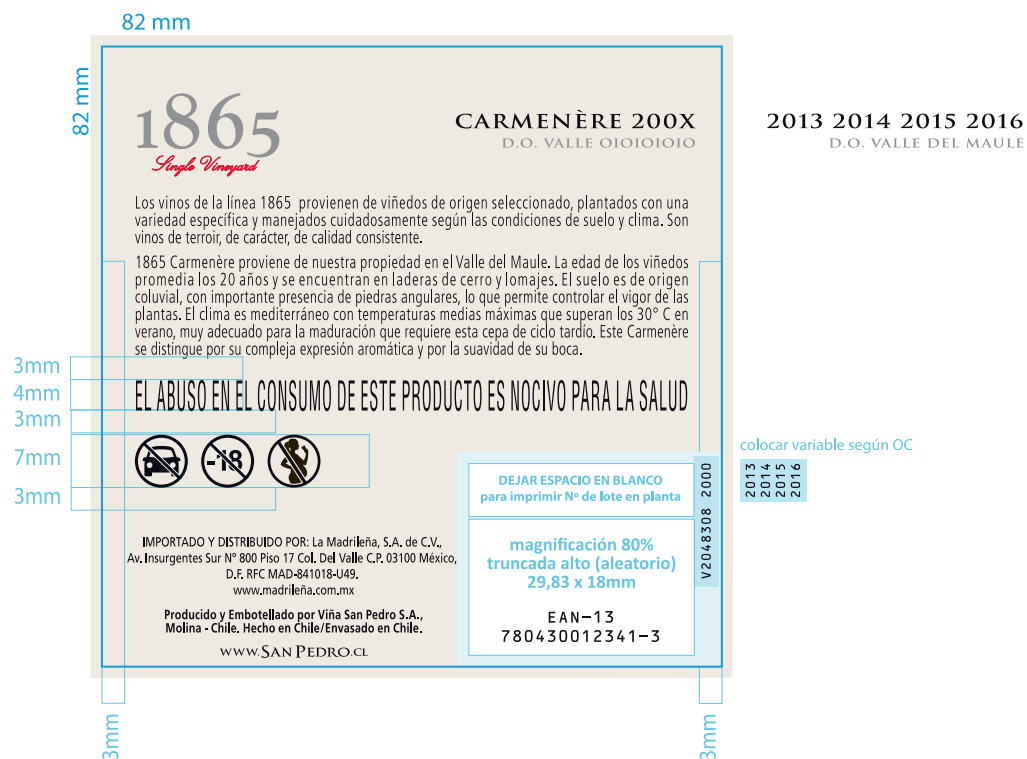 82 mm
82 mm
1865
Single Vineyard
CARMENÈRE 200X
D.O. VALLE OIOIOIOIO
2013 2014 2015 2016
D.O. VALLE DEL MAULE
Los vinos de la línea 1865 provienen de viñedos de origen seleccionado, plantados con una
variedad específica y manejados cuidadosamente según las condiciones de suelo y clima. Son
vinos de terroir, de carácter, de calidad consistente.
1865 Carmenère proviene de nuestra propiedad en el Valle del Maule. La edad de los viñedos
promedia los 20 años y se encuentran en laderas de cerro y lomajes. El suelo es de origen
coluvial, con importante presencia de piedras angulares, lo que permite controlar el vigor de las
plantas. El clima es mediterráneo con temperaturas medias máximas que superan los 30° C en
verano, muy adecuado para la maduración que requiere esta cepa de ciclo tardío. Este Carmenère
se distingue por su compleja expresión aromática y por la suavidad de su boca.
3mm
4mm
3mm
7mm
3mm
EL ABUSO EN EL CONSUMO DE ESTE PRODUCTO ES NOCIVO PARA LA SALUD
-18
colocar variable según OC
2013
2014
2015
2016
DEJAR ESPACIO EN BLANCO
para imprimir Nº de lote en planta
V2048308 2000
magnificación 80%
truncada alto (aleatorio)
29,83 x 18mm
EAN-13
780430012341-3
IMPORTADO Y DISTRIBUIDO POR: La Madrileña, S.A. de C.V.,
Av. Insurgentes Sur N° 800 Piso 17 Col. Del Valle C.P. 03100 México,
D.F. RFC MAD-841018-U49.
www.madrileña.com.mx
Producido y Embotellado por Viña San Pedro S.A.,
Molina - Chile. Hecho en Chile/Envasado en Chile.
WWW.SAN PEDRO.CL
3mm
3mm